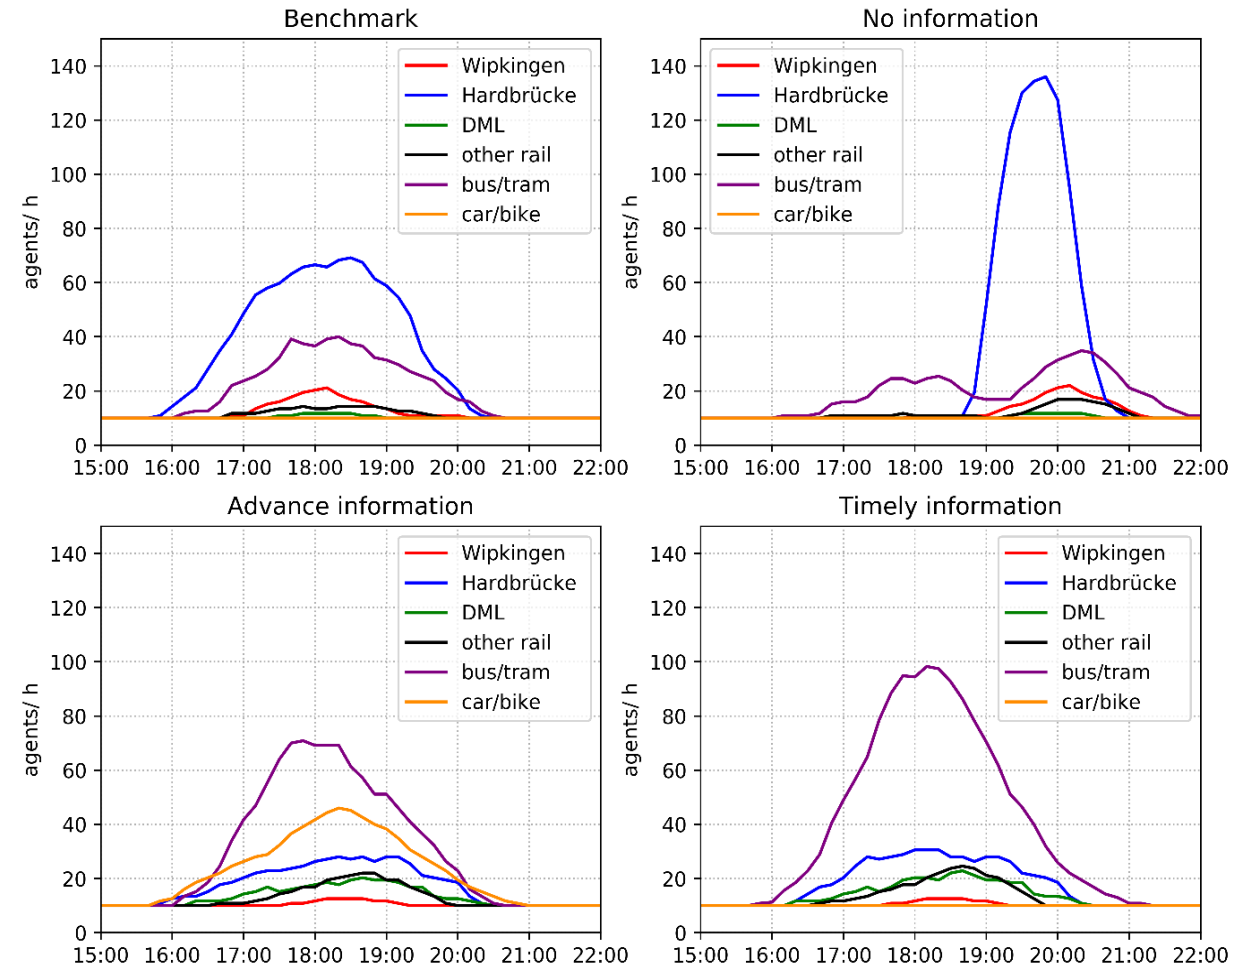 Benchmark
agents/ h
140
120
100
80
60
40
20
0
Wipkingen
Hardbrücke
DML
other rail
bus/tram
car/bike
15:00 16:00 17:00 18:00 19:00 20:00 21:00 22:00
No information
agents/ h
140
120
100
80
60
40
20
0
Wipkingen
Hardbrücke
DML
other rail
bus/tram
car/bike
15:00 16:00 17:00 18:00 19:00 20:00 21:00 22:00
Advance information
agents/ h
140
120
100
80
60
40
20
0
Wipkingen
Hardbrücke
DML
other rail
bus/tram
car/bike
15:00 16:00 17:00 18:00 19:00 20:00 21:00 22:00
Timely information
agents/ h
140
120
100
80
60
40
20
0
Wipkingen
Hardbrücke
DML
other rail
bus/tram
car/bike
15:00 16:00 17:00 18:00 19:00 20:00 21:00 22:00